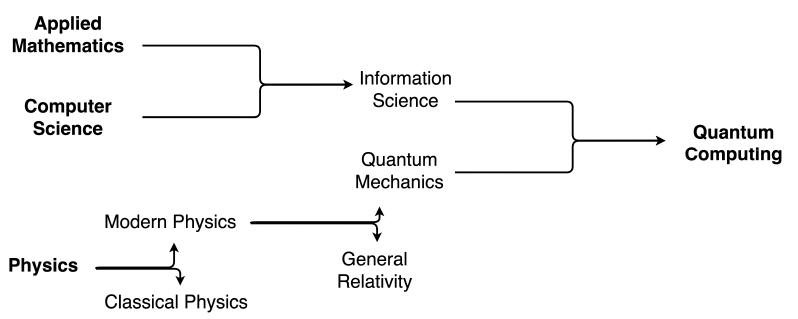 Applied
Mathematics
Computer
Science
Information
Science
Quantum
Computing
Quantum
Mechanics
Modern Physics
General
Relativity
Physics
Classical Physics